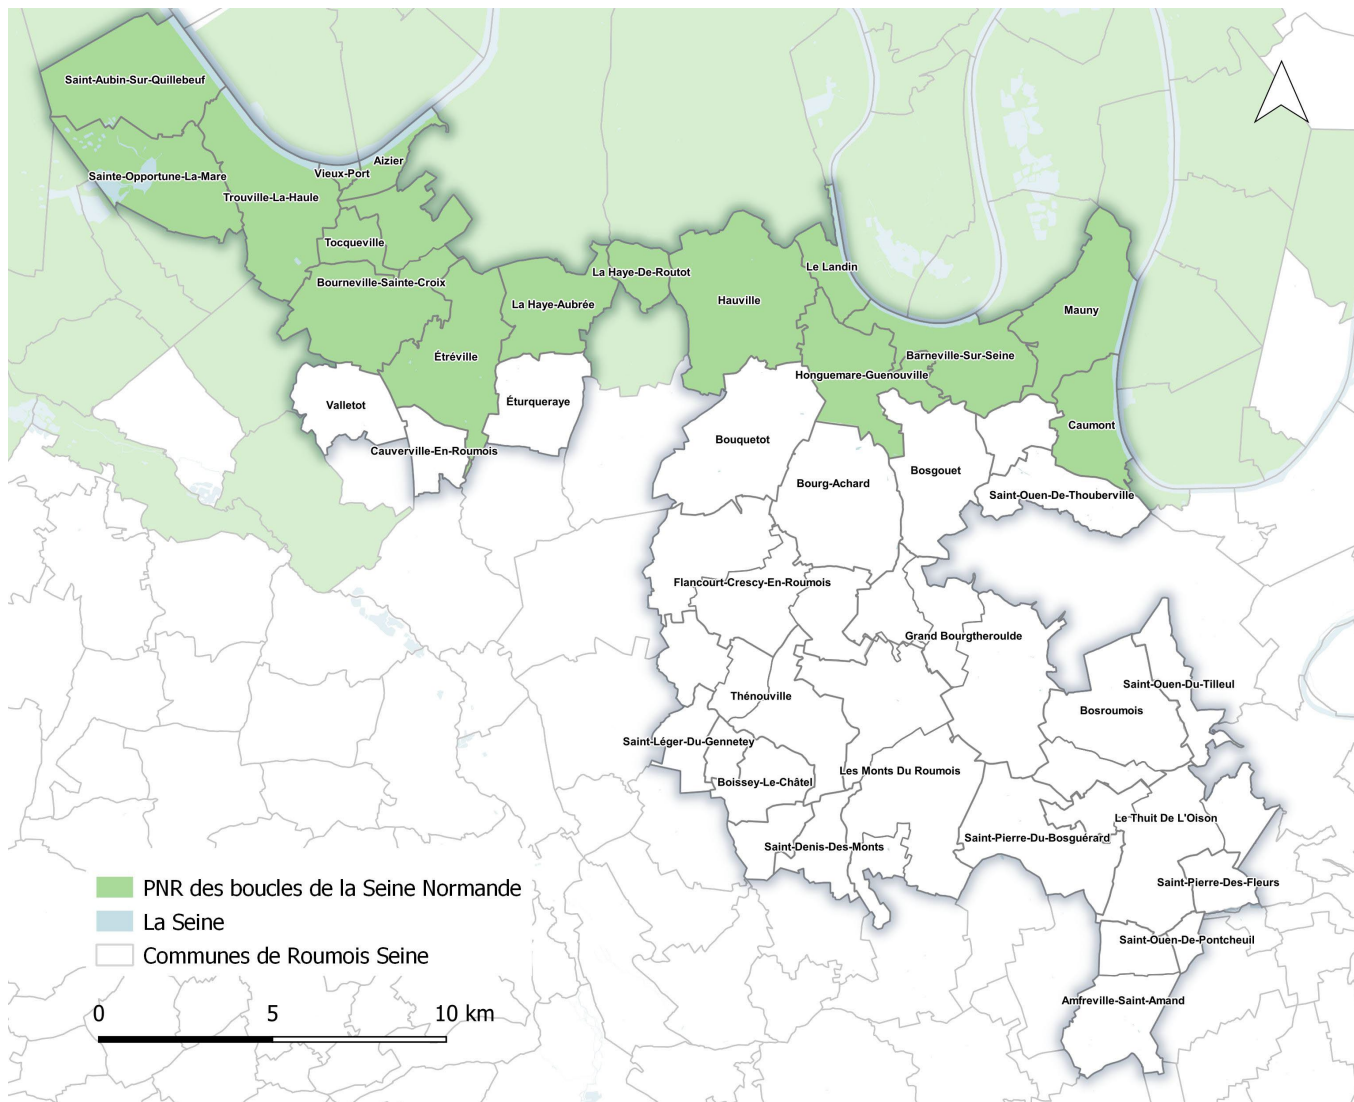 Saint-Aubin-Sur-Quillebeuf
Aizier
Vieux-Port
Sainte-Opportune-La-Mare
Trouville-La-Haule
Tocqueville
Le Landin
La Haye-De-Routot
Bourneville-Sainte-Croix
Hauville
La Haye-Aubrée
Mauny
Étréville
Barneville-Sur-Seine
Honguemare-Guenouville
Éturqueraye
Valletot
Caumont
Bouquetot
Cauverville-En-Roumois
Bosgouet
Bourg-Achard
Saint-Ouen-De-Thouberville
Flancourt-Crescy-En-Roumois
Grand Bourgtheroulde
Saint-Ouen-Du-Tilleul
Thénouville
Bosroumois
Saint-Léger-Du-Gennetey
Les Monts Du Roumois
Boissey-Le-Châtel
Le Thuit De L'Oison
Saint-Pierre-Du-Bosguérard
Saint-Denis-Des-Monts
Saint-Pierre-Des-Fleurs
Saint-Ouen-De-Pontcheuil
Amfreville-Saint-Amand
PNR des boucles de la Seine Normande
La Seine
Communes de Roumois Seine
0 5 10 km